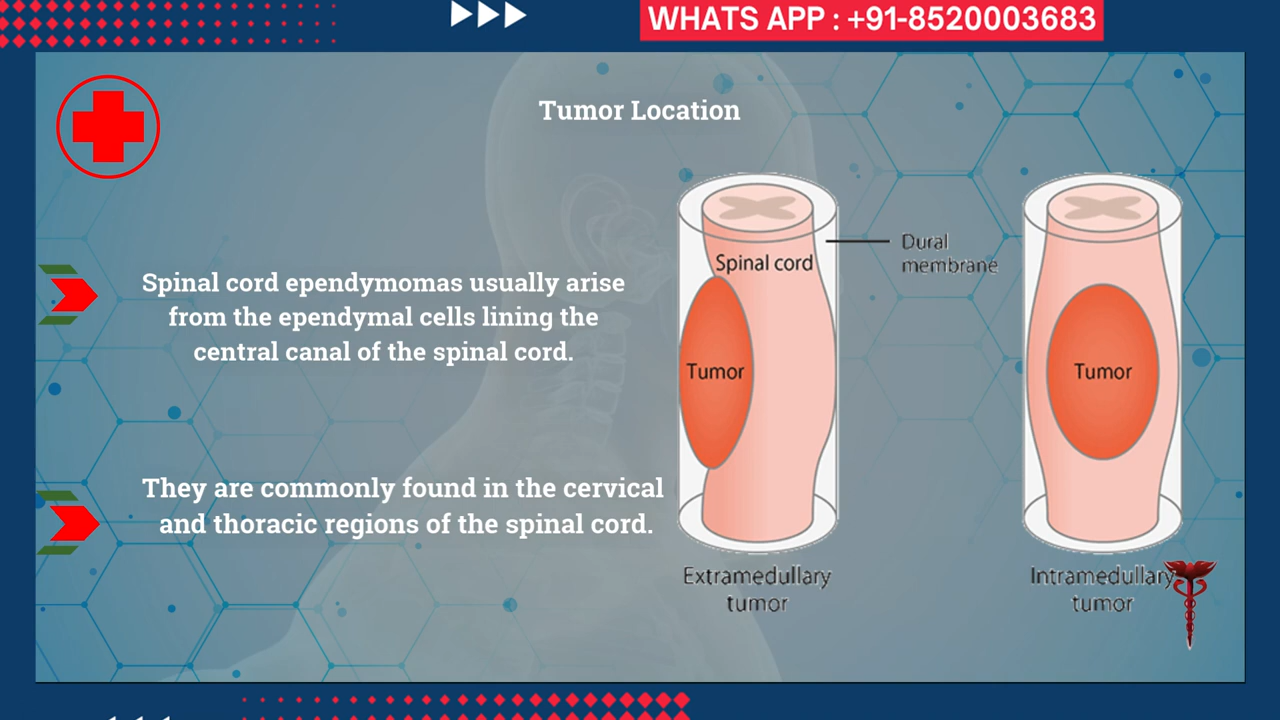 WHATS APP : +91-8520003683
Tumor Location
Spinal cord ependymomas usually arise
from the ependymal cells lining the
central canal of the spinal cord.
They are commonly found in the cervical
and thoracic regions of the spinal cord.
Spinal cord
Dural
membrane
Tumor
Tumor
Extramedullary
tumor
Intramedullary
tumor